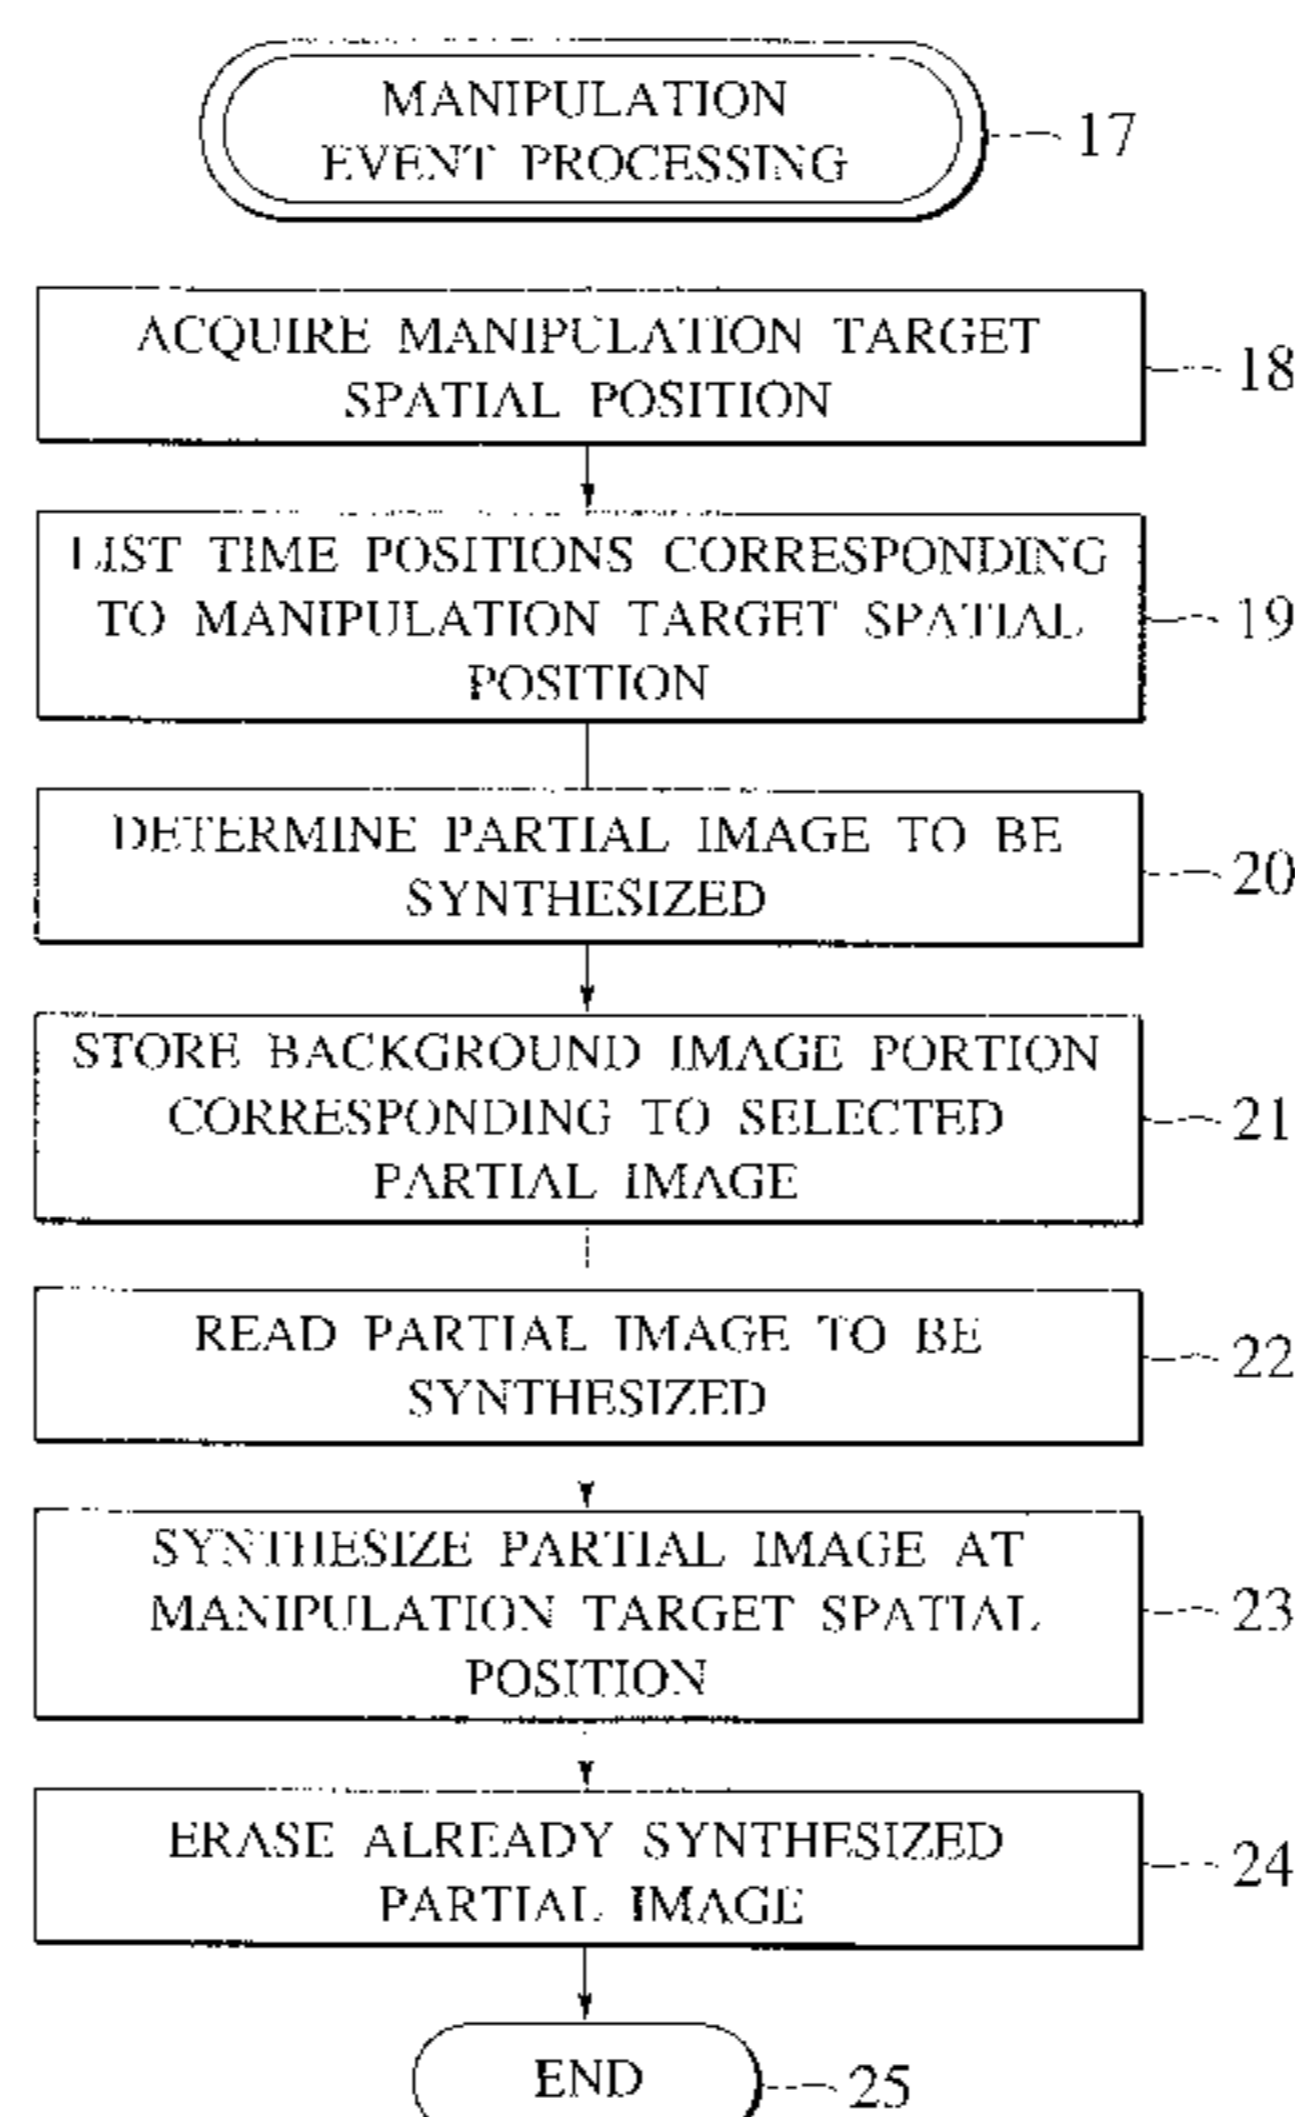 MANIPULATION
EVENT PROCESSING
17
ACQUIRE MANIPULATION TARGET
SPATIAL POSITION
18
LIST TIME POSITIONS CORRESPONDING
TO MANIPULATION TARGET SPATIAL
POSITION
19
DETERMINE PARTIAL IMAGE TO BE
SYNTHESIZED
20
STORE BACKGROUND IMAGE PORTION
CORRESPONDING TO SELECTED
PARTIAL IMAGE
21
READ PARTIAL IMAGE TO BE
SYNTHESIZED
22
SYNTHESIZE PARTIAL IMAGE AT
MANIPULATION TARGET SPATIAL
POSITION
23
ERASE ALREADY SYNTHESIZED
PARTIAL IMAGE
24
END
25